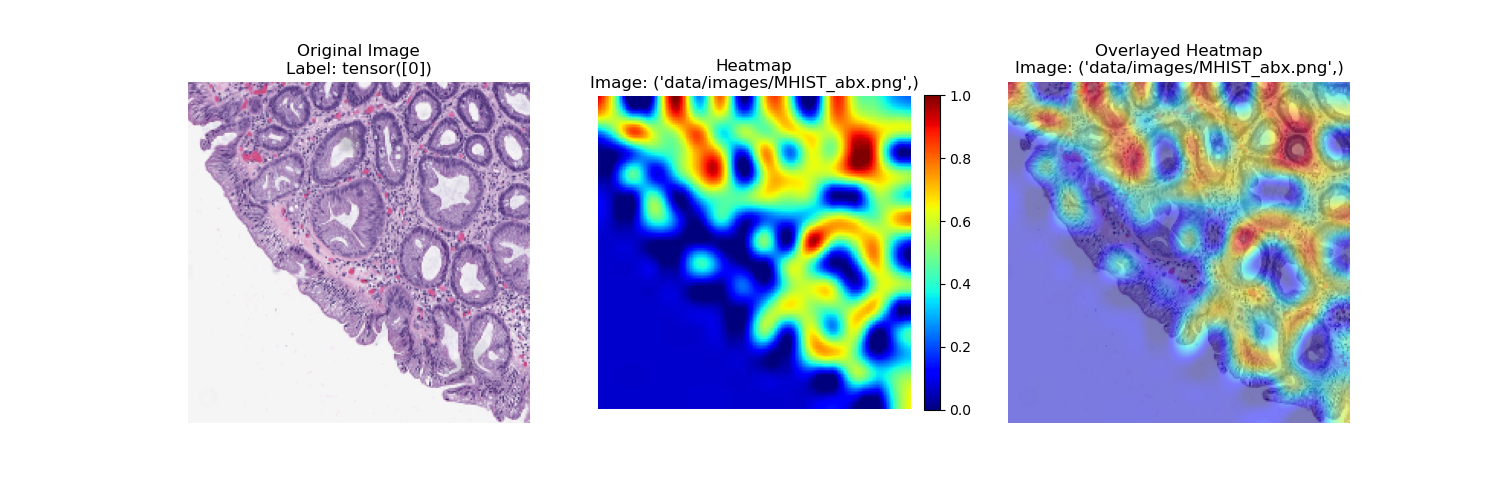 Original Image
Label: tensor([0])
Heatmap
Image: ('data/images/MHIST_abx.png',)
1.0
0.8
0.6
0.4
0.2
0.0
Overlayed Heatmap
Image: ('data/images/MHIST_abx.png',)